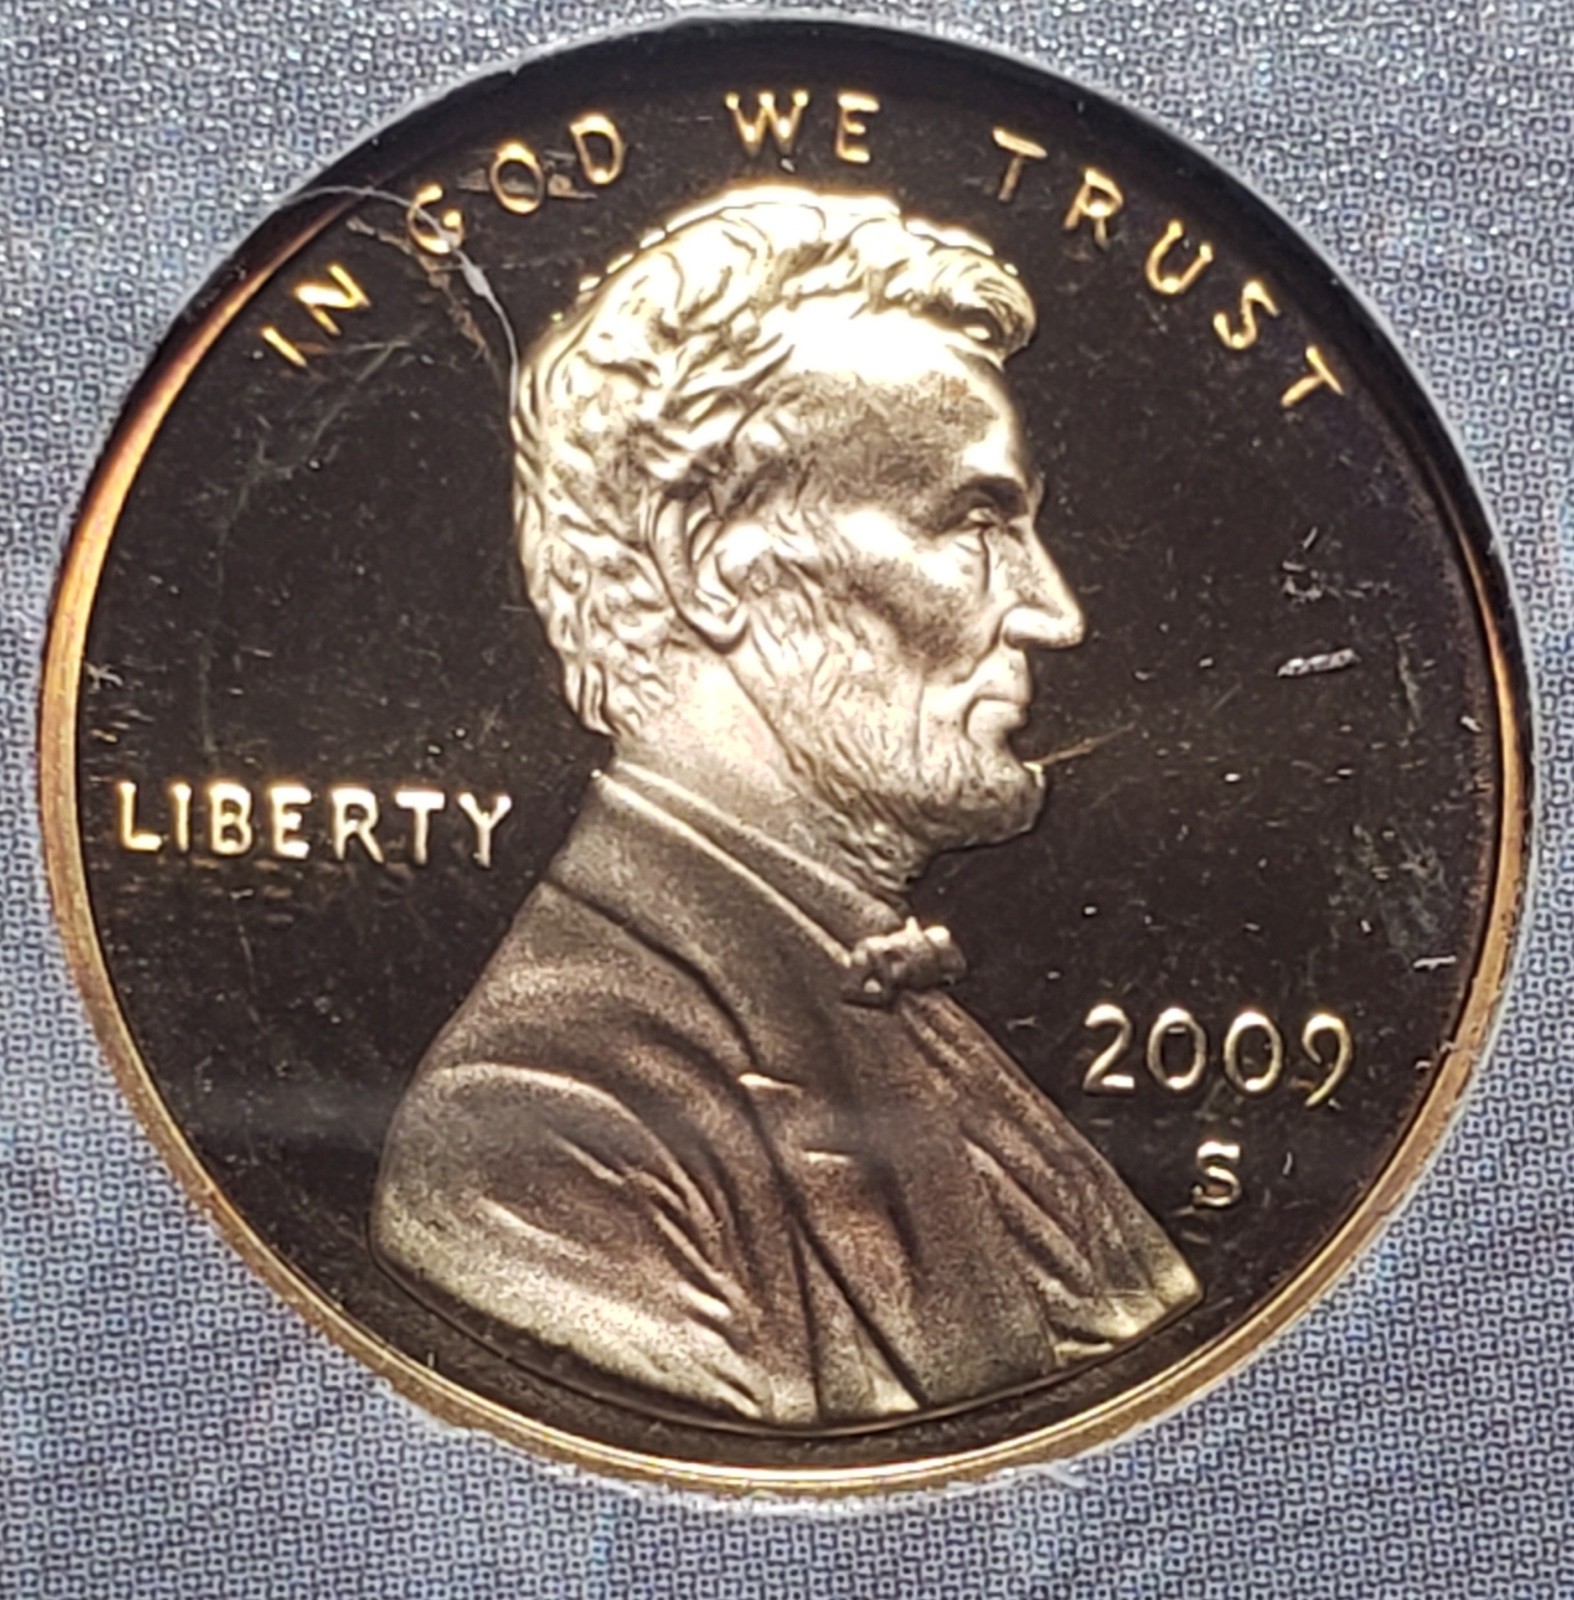 IN GOD WE TRUST
LIBERTY
2009
S